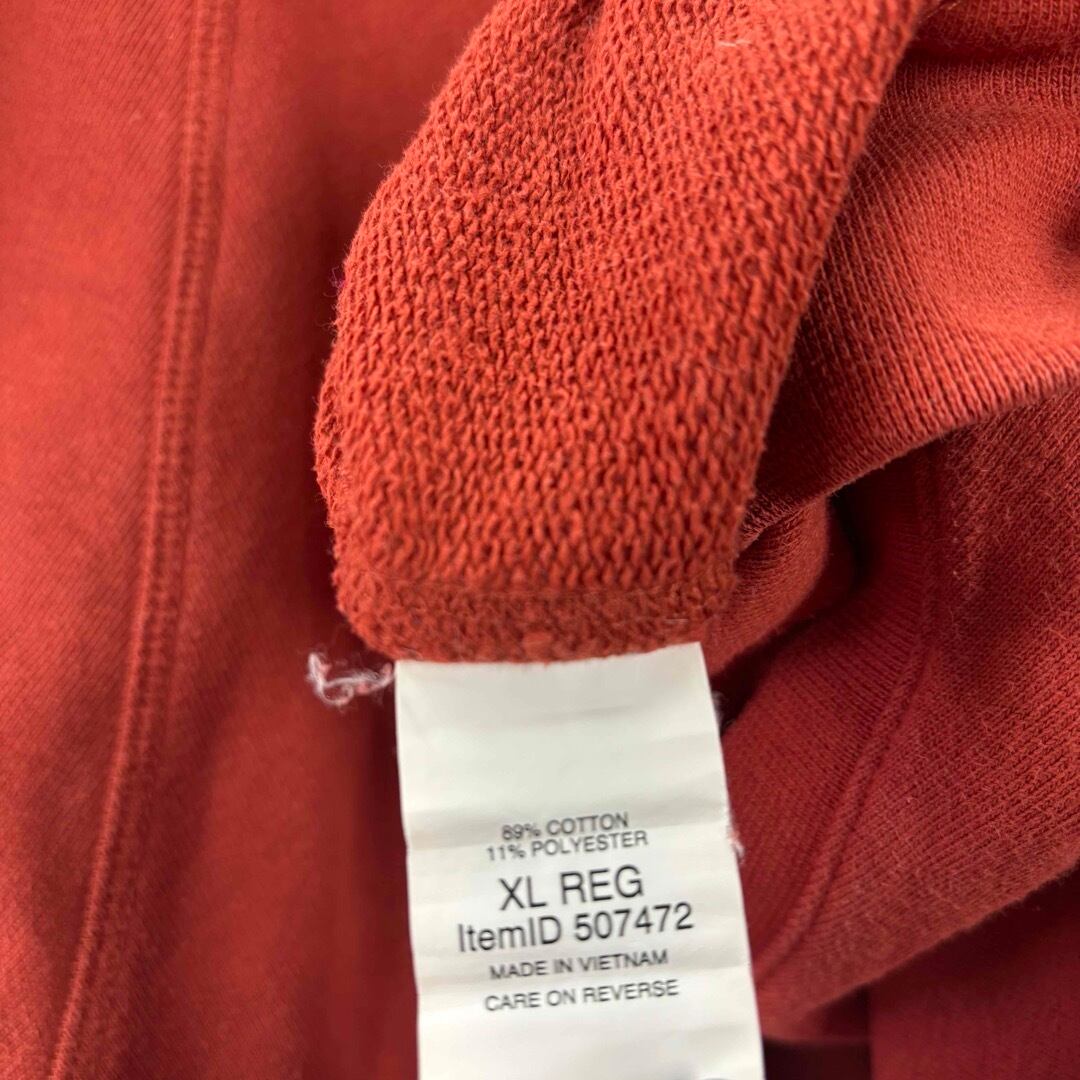 89% COTTON
11% POLYESTER
XL REG
ItemID 507472
MADE IN VIETNAM
CARE ON REVERSE